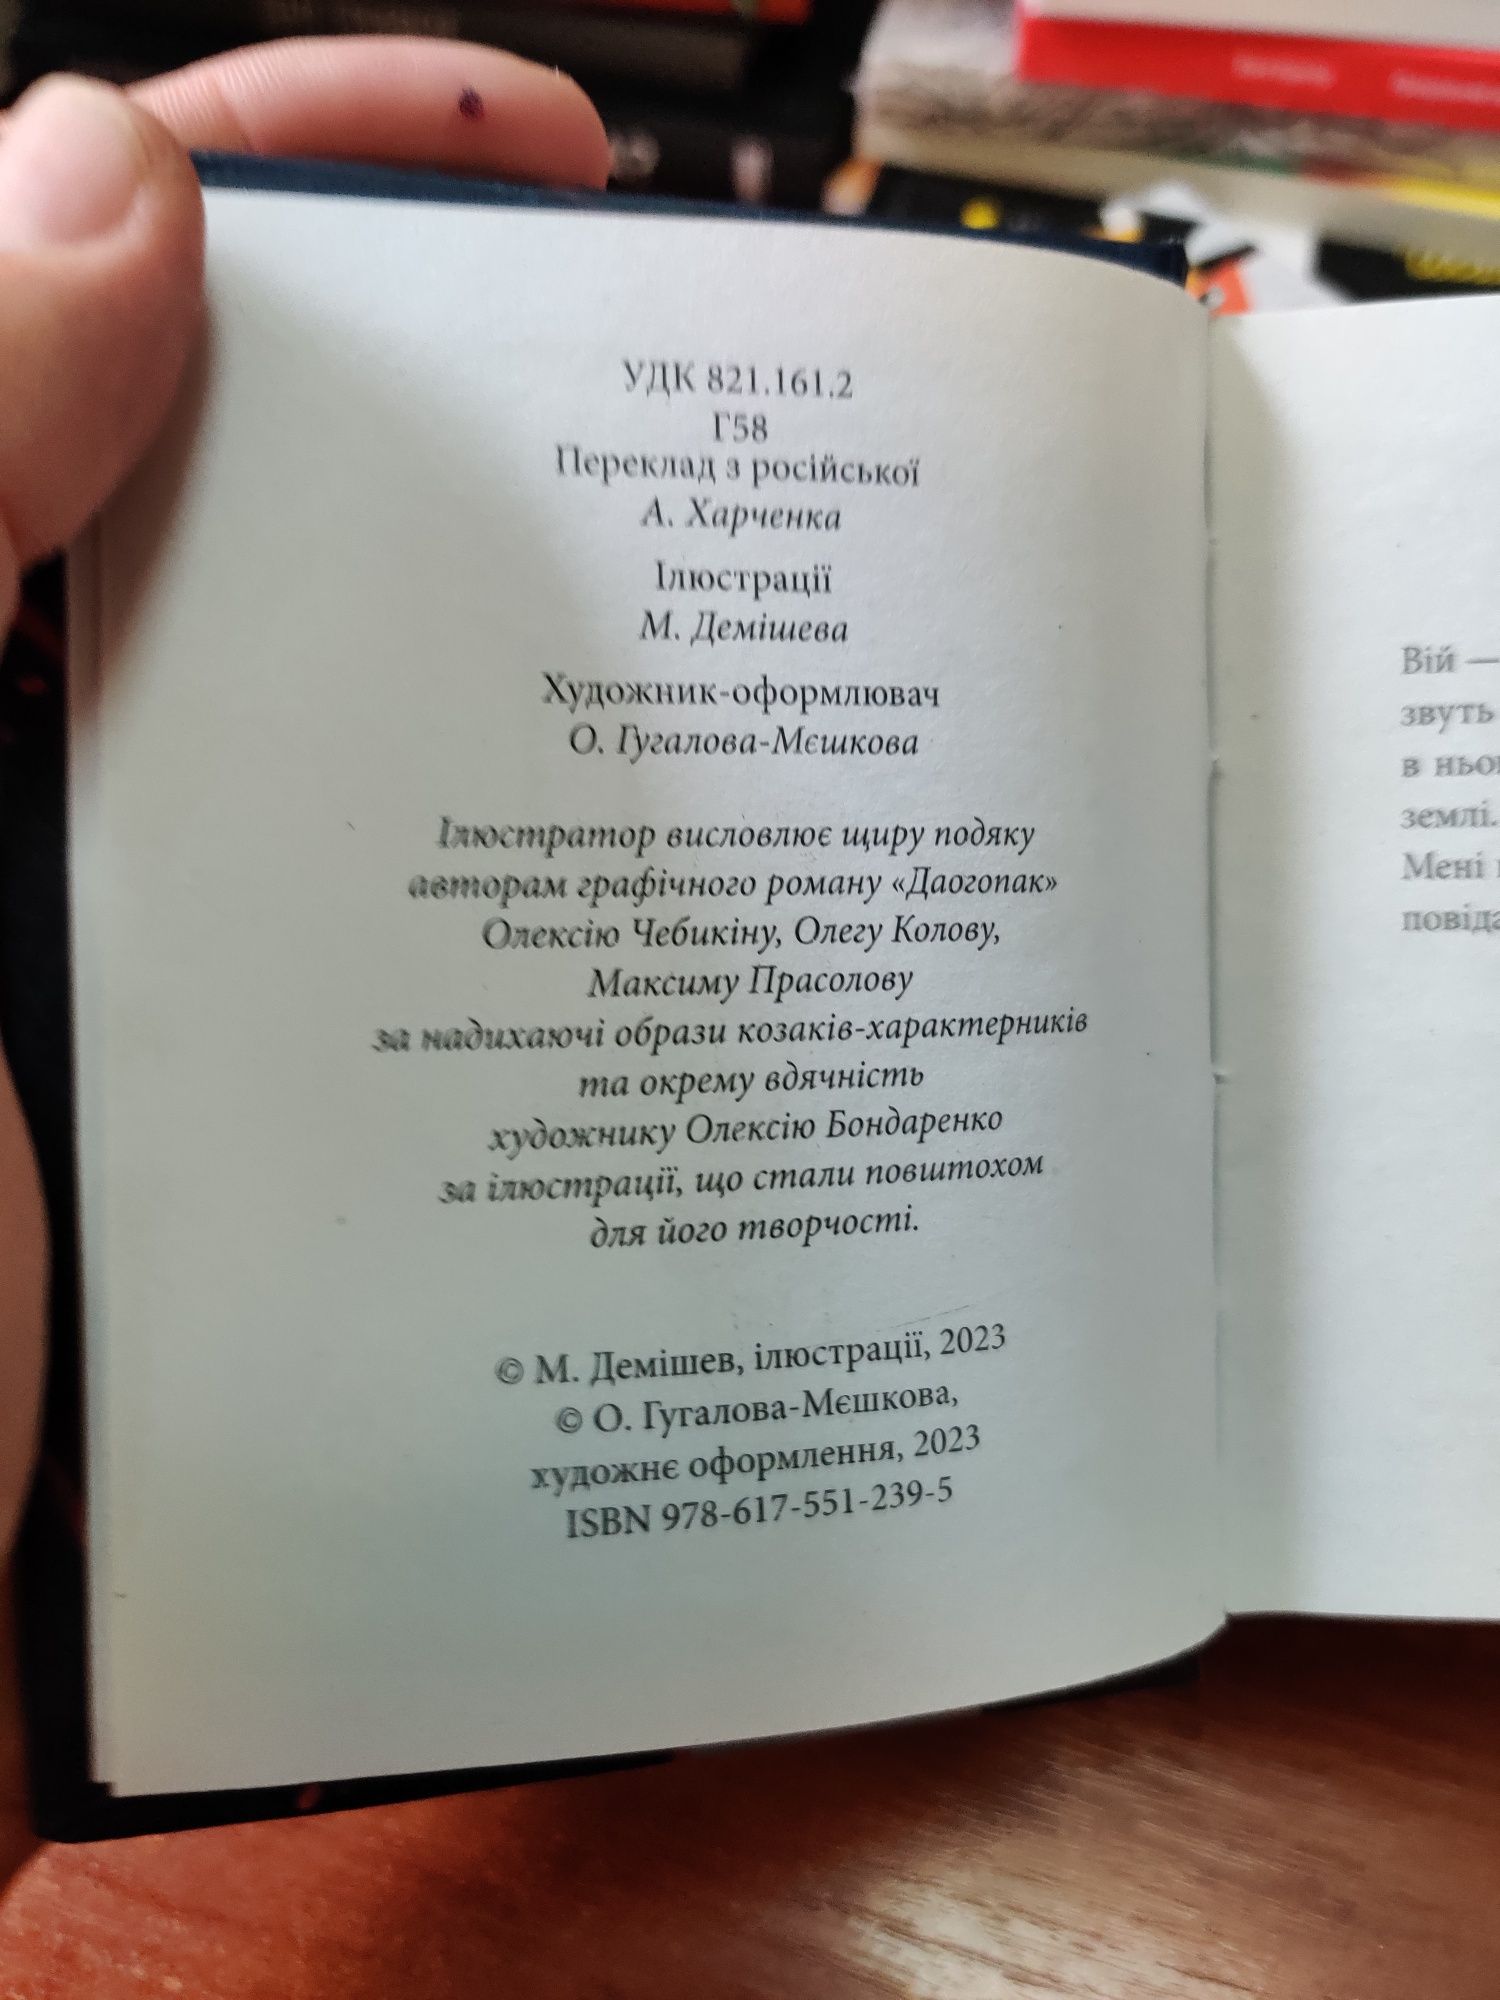 УДК 821.161.2
Г58
Переклад з російської
А. Харченка
Ілюстрації
М. Демішева
Художник-оформлювач
О. Гугалова-Мєшкова
Ілюстратор висловлює щиру подяку
авторам графічного роману «Даогопак»
Олексію Чебикіну, Олегу Колову,
Максиму Прасолову
за надихаючі образи козаків-характерників
та окрему вдячність
художнику Олексію Бондаренко
за ілюстрації, що стали повштохом
для його творчості.
© М. Демішев, ілюстрації, 2023
© О. Гугалова-Мєшкова,
художнє оформлення, 2023
ISBN 978-617-551-239-5
Вій —
звуть
в
землі.
Мені